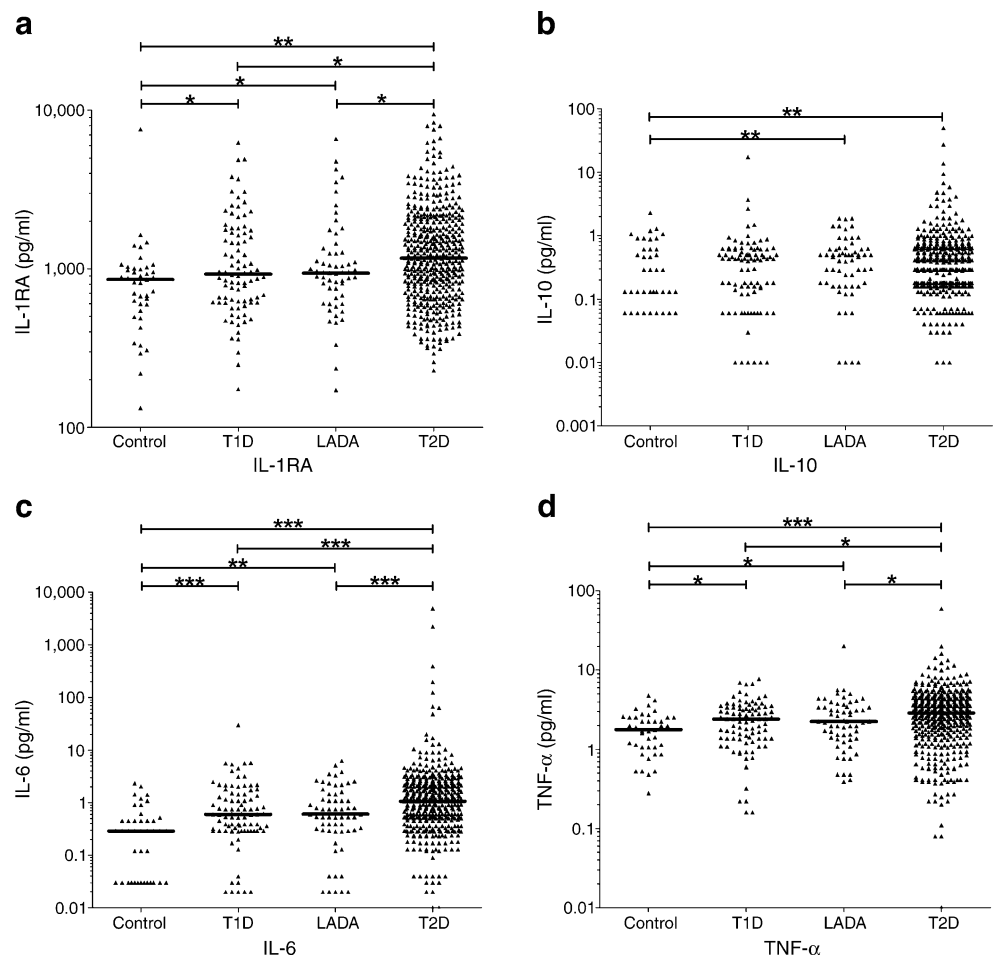 a
**
*
*
*
*
10,000
1,000
100
IL-1RA (pg/ml)
Control T1D LADA T2D
IL-1RA
b
**
**
100
10
1
0.1
0.01
0.001
IL-10 (pg/ml)
Control T1D LADA T2D
IL-10
c
***
***
**
***
***
10,000
1,000
100
10
1
0.1
0.01
IL-6 (pg/ml)
Control T1D LADA T2D
IL-6
d
***
*
*
*
*
100
10
1
0.1
0.01
TNF-α (pg/ml)
Control T1D LADA T2D
TNF-α